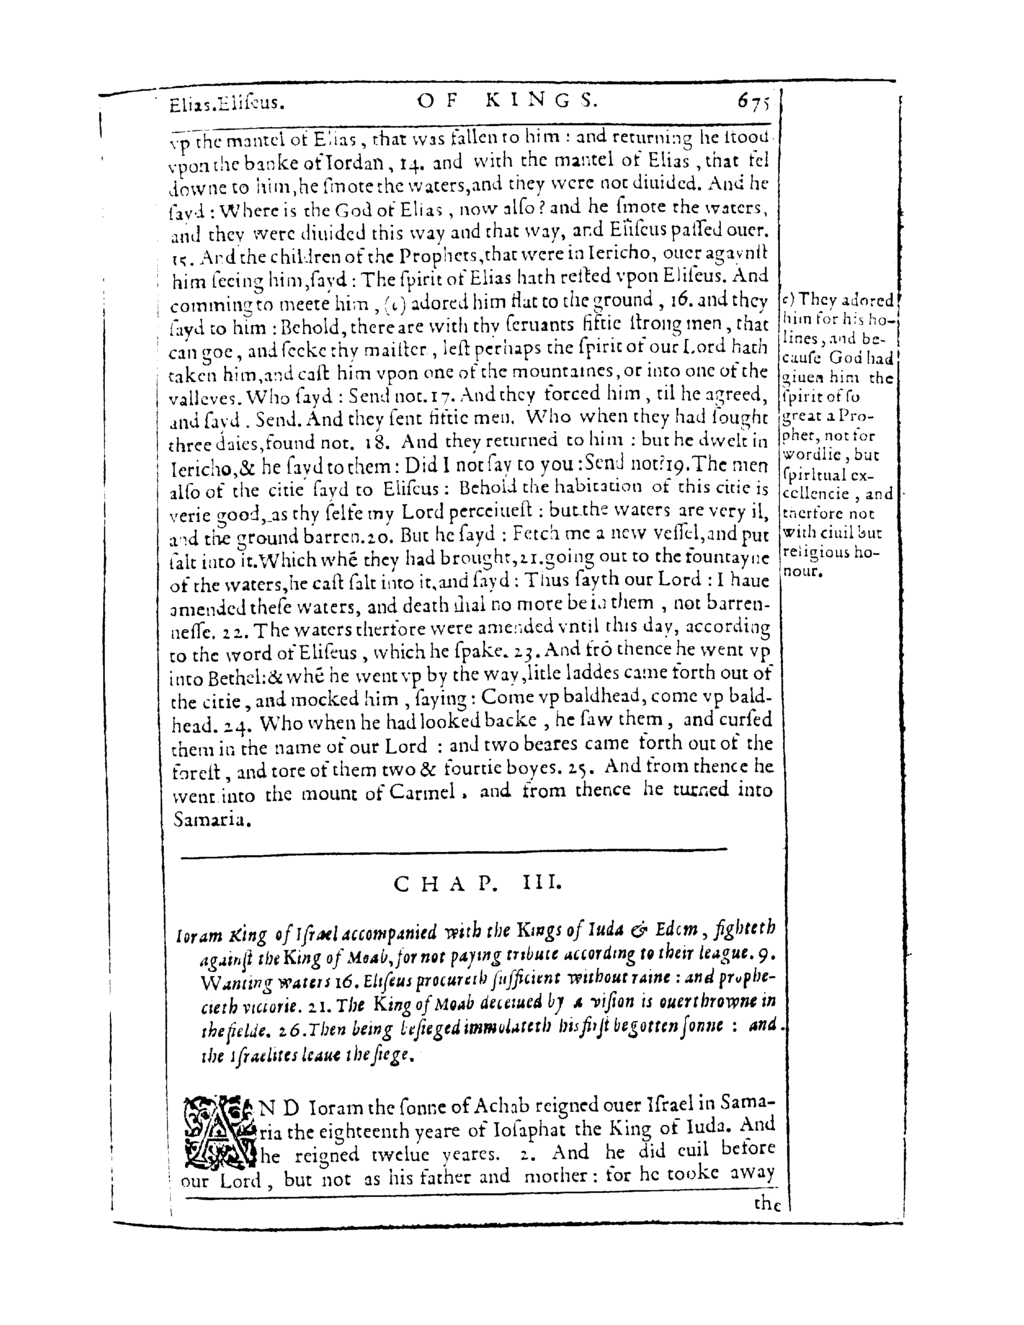 Elias.Eliſeus. OF KINGS. 675
vp the mantel of Elias, that was fallen to him : and returning he ſtood
vpon the banke of Iordan, 14. and with the mantel of Elias, that fel
downe to him, he ſmote the waters, and they were not diuided. And he
ſayd : Where is the God of Elias, now alſo? and he ſmote the waters,
and they were diuided this way and that way, and Eliſeus paſſed ouer.
15. And the children of the Prophets, that were in Iericho, ouer agaynſt
him ſeeing him, ſayd : The ſpirit of Elias hath reſted vpon Eliſeus. And
comming to meete him, (c) adored him flat to the ground, 16. and they
ſayd to him : Behold, there are with thy ſeruants fiftie ſtrong men, that
can goe, and ſeeke thy maiſter, leſt perhaps the ſpirit of our Lord hath
taken him, and caſt him vpon one of the mountaines, or into one of the
valleyes. Who ſayd : Send not. 17. And they forced him, til he agreed,
and ſayd. Send. And they ſent fiftie men. Who when they had ſought
three daies, found not. 18. And they returned to him : but he dwelt in
Iericho, & he ſayd to them : Did I not ſay to you : Send not? 19. The men
alſo of the citie ſayd to Eliſeus : Behold the habitation of this citie is
verie good, as thy ſelfe my Lord perceiueſt : but the waters are very il,
and the ground barren. 20. But he ſayd : Fetch me a new veſſel, and put
ſalt into it. Which whē they had brought, 21. going out to the fountayne
of the waters, he caſt ſalt into it, and ſayd : Thus ſayth our Lord : I haue
amended theſe waters, and death ſhal no more be in them, not barren-
neſſe. 22. The waters therfore were amended vntil this day, according
to the word of Eliſeus, which he ſpake. 23. And frō thence he went vp
into Bethel: & whē he went vp by the way, litle laddes came forth out of
the citie, and mocked him, ſaying : Come vp baldhead, come vp bald-
head. 24. Who when he had looked backe, he ſaw them, and curſed
them in the name of our Lord : and two beares came forth out of the
foreſt, and tore of them two & fourtie boyes. 25. And from thence he
went into the mount of Carmel, and from thence he turned into
Samaria.
c) They adored
him for his ho-
lines, and be-
cauſe God had
giuen him the
ſpirit of ſo
great a Pro-
phet, not for
wordlie, but
ſpiritual ex-
cellencie, and
therfore not
with ciuil but
religious ho-
nour.
CHAP. III.
Ioram King of Iſrael accompanied with the Kings of Iuda & Edom, fighteth
againſt the King of Moab, for not paying tribute according to their league. 9.
Wanting waters 16. Eliſeus procureth ſufficient without raine : and prophe-
cieth victorie. 21. The King of Moab deceiued by a viſion is ouerthrowne in
the fielde. 26. Then being beſieged immolateth his firſt begotten ſonne : and
the Iſraelites leaue the ſiege.
AND Ioram the ſonne of Achab reigned ouer Iſrael in Sama-
ria the eighteenth yeare of Ioſaphat the King of Iuda. And
he reigned twelue yeares. 2. And he did euil before
our Lord, but not as his father and mother : for he tooke away
the